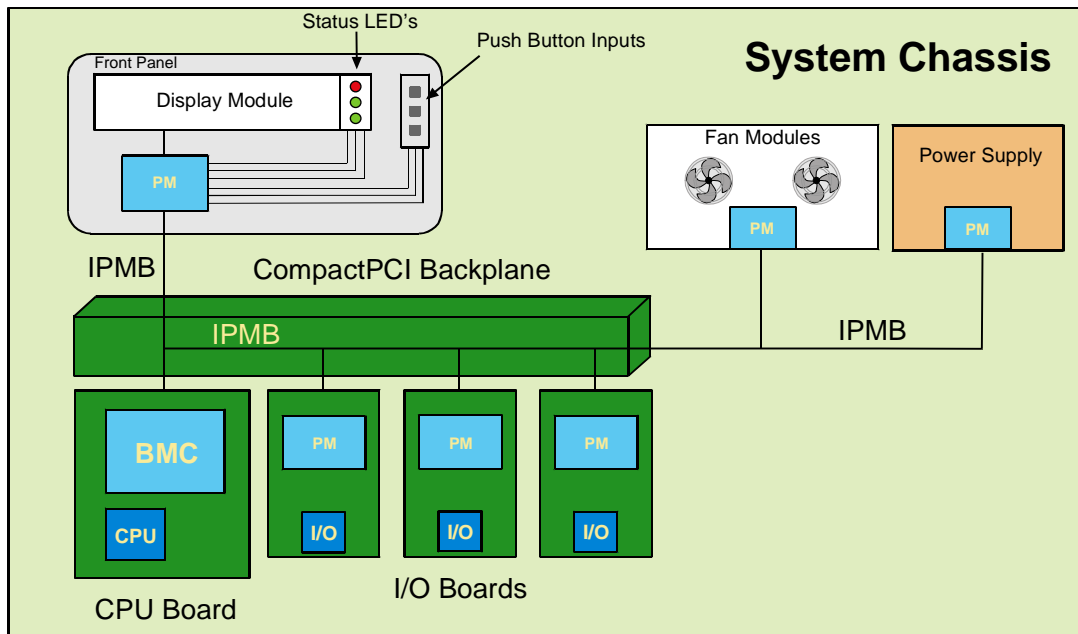 Status LED's
Push Button Inputs
System Chassis
Front Panel
Display Module
Fan Modules
Power Supply
PM
PM
PM
IPMB
CompactPCI Backplane
IPMB
IPMB
BMC
PM
PM
PM
CPU
I/O
I/O
I/O
I/O Boards
CPU Board